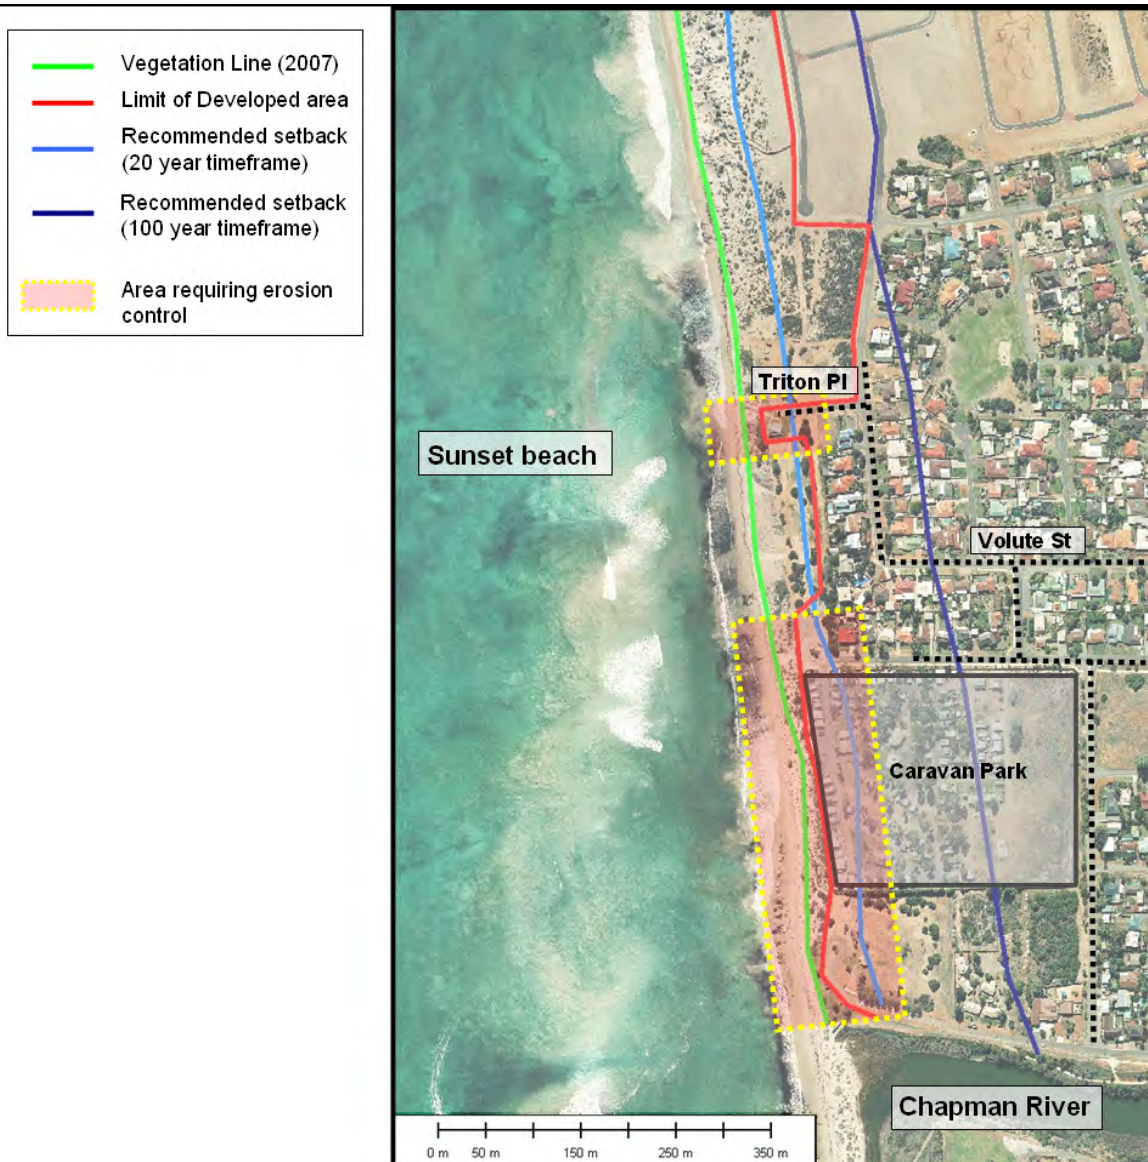 Vegetation Line (2007)
Limit of Developed area
Recommended setback
(20 year timeframe)
Recommended setback
(100 year timeframe)
Area requiring erosion
control
Triton Pl
Sunset beach
Volute St
Caravan Park
Chapman River
0 m 50 m 150 m 250 m 350 m